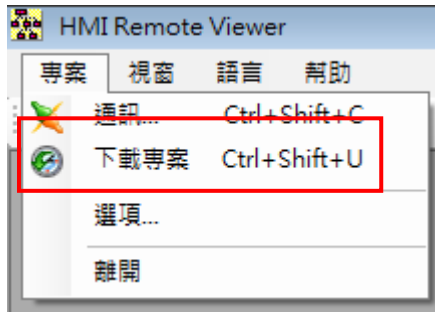 HMI Remote Viewer
專案 視窗 語言 幫助
通訊... Ctrl+Shift+C
下載專案 Ctrl+Shift+U
選項...
離開